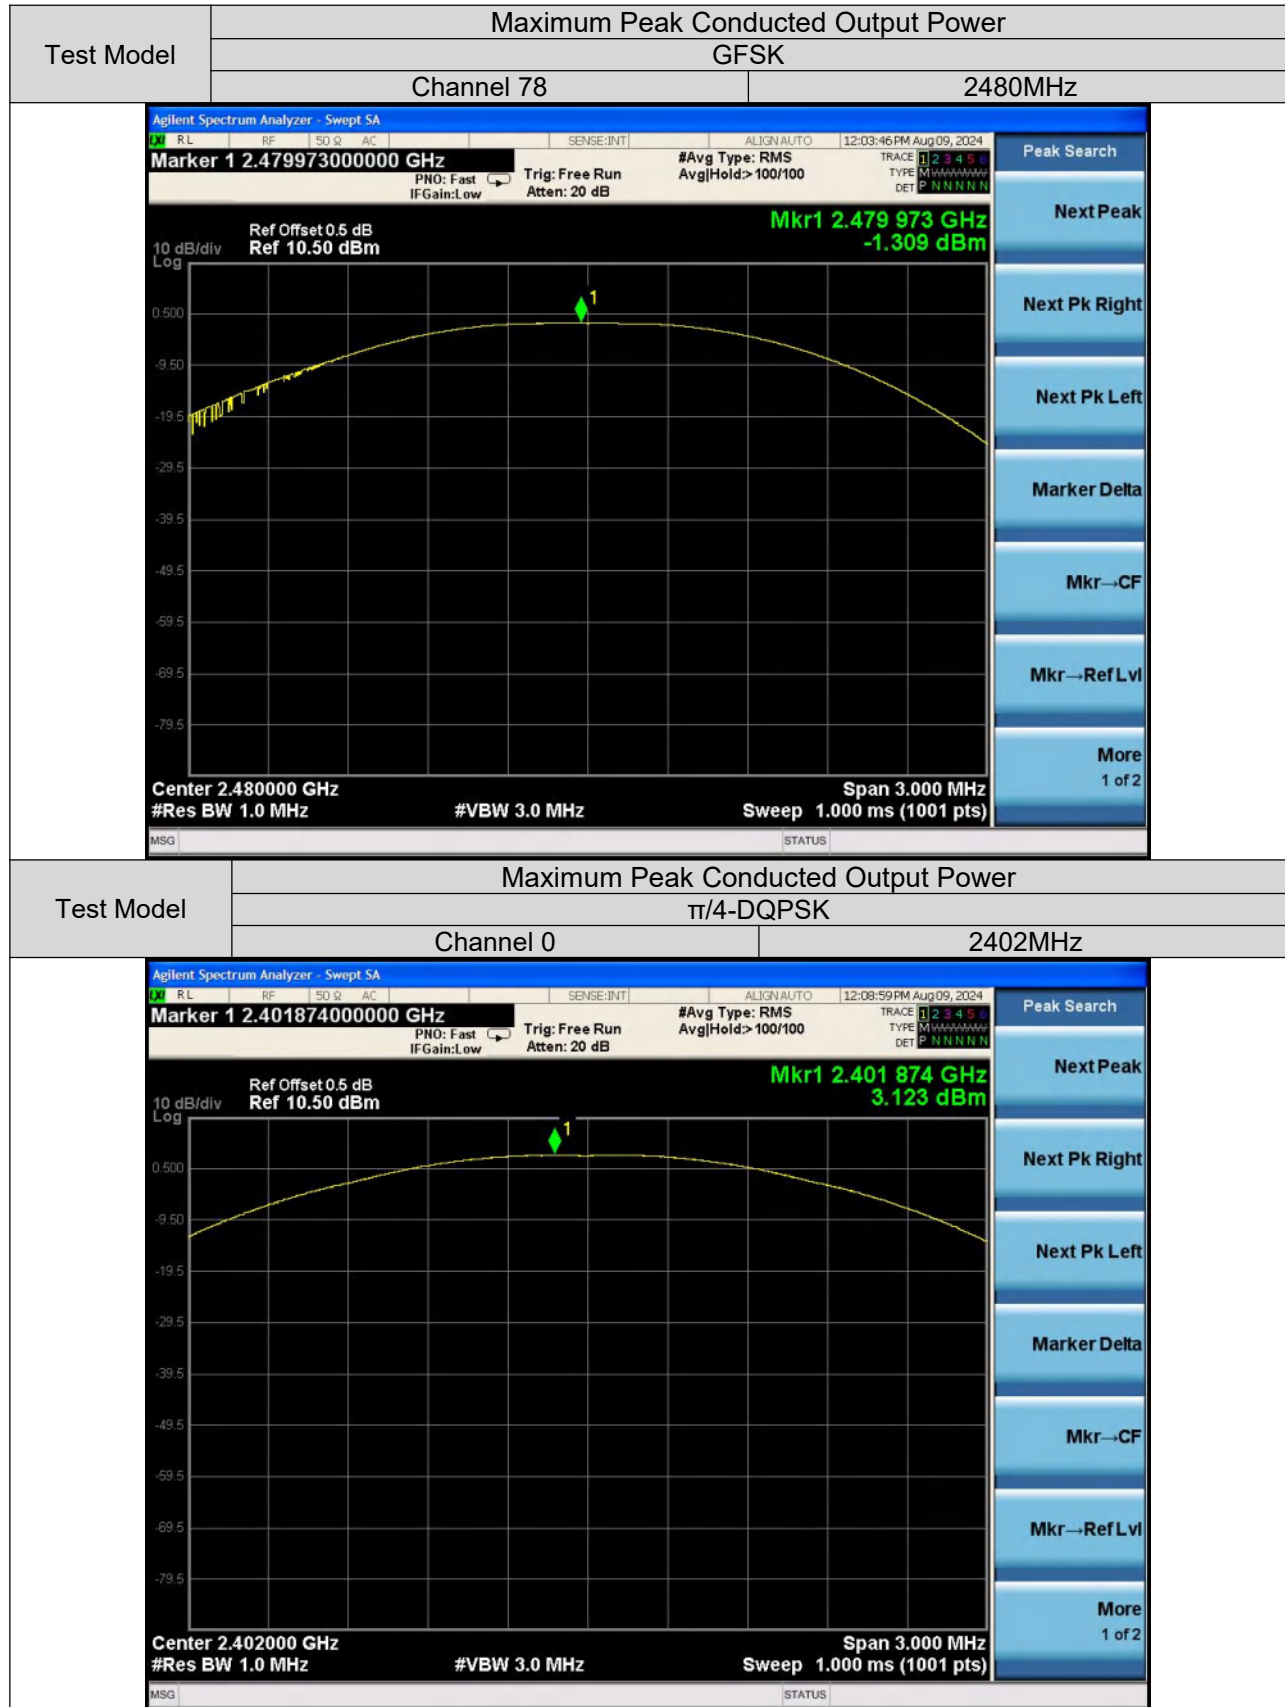 Test Model
Maximum Peak Conducted Output Power
GFSK
Channel 78 2480MHz
Agilent Spectrum Analyzer - Swept SA
LXI RL RF 50 Ω AC SENSE:INT ALIGN AUTO 12:03:46 PM Aug 09, 2024
Marker 1 2.479973000000 GHz
PNO: Fast
IFGain:Low
Trig: Free Run
Atten: 20 dB
#Avg Type: RMS
Avg|Hold:>100/100
TRACE 1 2 3 4 5 6
TYPE MWWWWW
DET P N N N N N
Peak Search
Mkr1 2.479 973 GHz
-1.309 dBm
Ref Offset 0.5 dB
10 dB/div Ref 10.50 dBm
Log
1
0.500
-9.50
-19.5
-29.5
-39.5
-49.5
-59.5
-69.5
-79.5
Next Peak
Next Pk Right
Next Pk Left
Marker Delta
Mkr→CF
Mkr→Ref Lvl
More
1 of 2
Center 2.480000 GHz Span 3.000 MHz
#Res BW 1.0 MHz #VBW 3.0 MHz Sweep 1.000 ms (1001 pts)
MSG STATUS
Test Model
Maximum Peak Conducted Output Power
π/4-DQPSK
Channel 0 2402MHz
Agilent Spectrum Analyzer - Swept SA
LXI RL RF 50 Ω AC SENSE:INT ALIGN AUTO 12:08:59 PM Aug 09, 2024
Marker 1 2.401874000000 GHz
PNO: Fast
IFGain:Low
Trig: Free Run
Atten: 20 dB
#Avg Type: RMS
Avg|Hold:>100/100
TRACE 1 2 3 4 5 6
TYPE MWWWWW
DET P N N N N N
Peak Search
Mkr1 2.401 874 GHz
3.123 dBm
Ref Offset 0.5 dB
10 dB/div Ref 10.50 dBm
Log
1
0.500
-9.50
-19.5
-29.5
-39.5
-49.5
-59.5
-69.5
-79.5
Next Peak
Next Pk Right
Next Pk Left
Marker Delta
Mkr→CF
Mkr→Ref Lvl
More
1 of 2
Center 2.402000 GHz Span 3.000 MHz
#Res BW 1.0 MHz #VBW 3.0 MHz Sweep 1.000 ms (1001 pts)
MSG STATUS